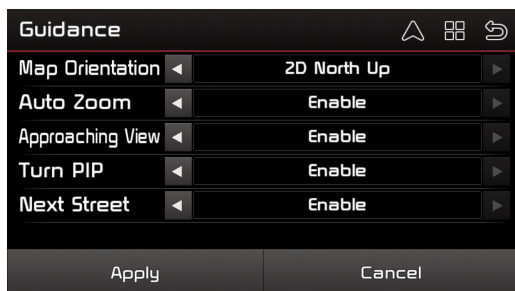 Guidance
Map Orientation 2D North Up
Auto Zoom Enable
Approaching View Enable
Turn PIP Enable
Next Street Enable
Apply Cancel